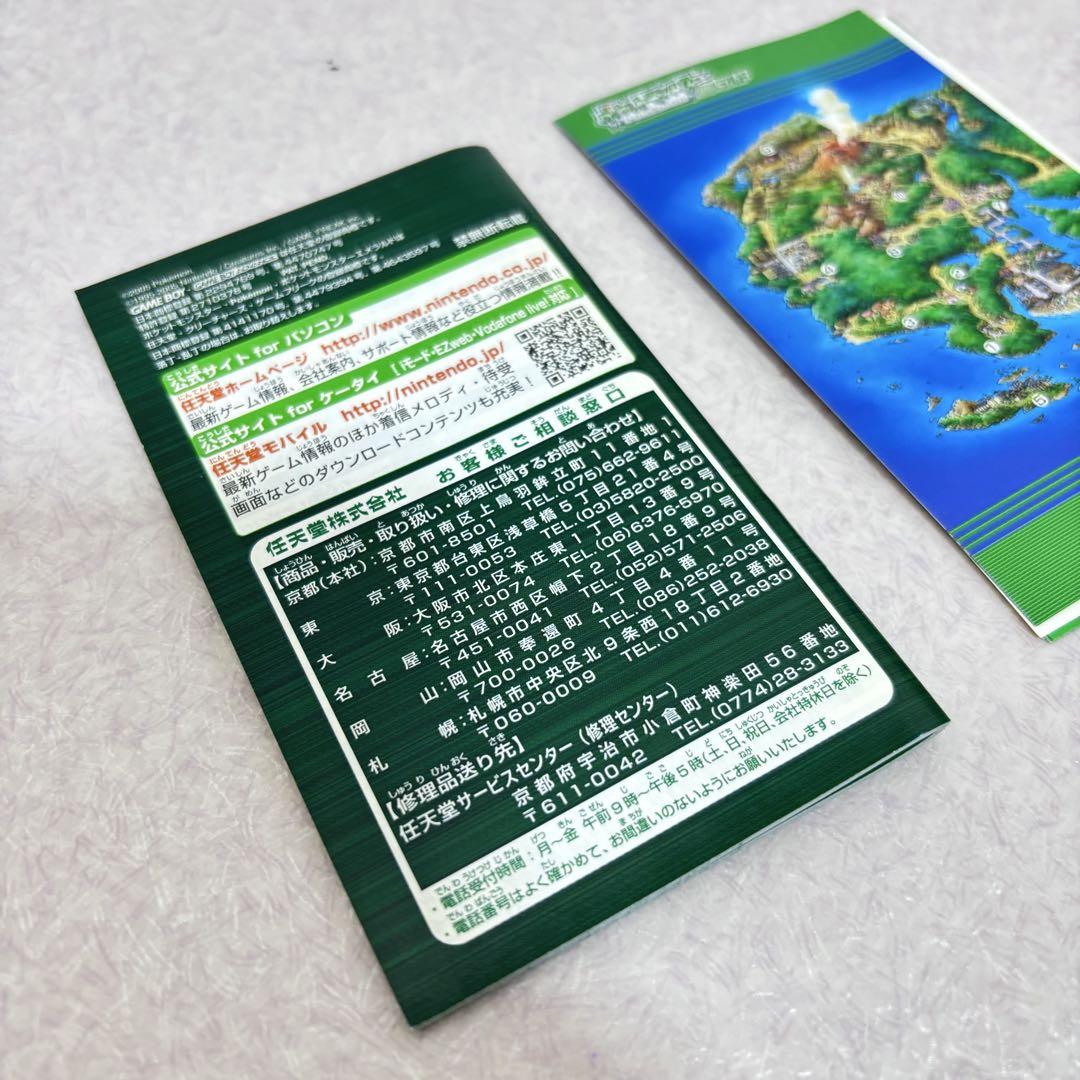 禁無断転載
公式サイト for パソコン
任天堂ホームページ http://www.nintendo.co.jp/
最新ゲーム情報、会社案内、サポート情報など役立つ情報満載!!
公式サイト for ケータイ [iモード・EZweb・Vodafone live! 対応]
任天堂モバイル http://nintendo.jp/
最新ゲーム情報のほか着信メロディ・待受
画面などのダウンロードコンテンツも充実!
任天堂株式会社 お客様ご相談窓口
【商品・販売・取り扱い・修理に関するお問い合わせ】
京都(本社):京都市南区上鳥羽鉾立町11番地1
〒601-8501 TEL.(075)662-9611
東京:東京都台東区浅草橋5丁目21番4号
〒111-0053 TEL.(03)5820-2500
大阪:大阪市北区本庄東1丁目13番9号
〒531-0074 TEL.(06)6376-5970
名古屋:名古屋市西区幅下2丁目18番9号
〒451-0041 TEL.(052)571-2506
岡山:岡山市奉還町4丁目4番11号
〒700-0026 TEL.(086)252-2038
札幌:札幌市中央区北9条西18丁目2番地
〒060-0009 TEL.(011)612-6930
【修理品送り先】
任天堂サービスセンター(修理センター)
京都府宇治市小倉町神楽田56番地
〒611-0042 TEL.(0774)28-3133
・電話受付時間:月〜金 午前9時〜午後5時(土、日、祝日、会社特休日を除く)
・電話番号はよく確かめて、お間違いのないようにお願いいたします。